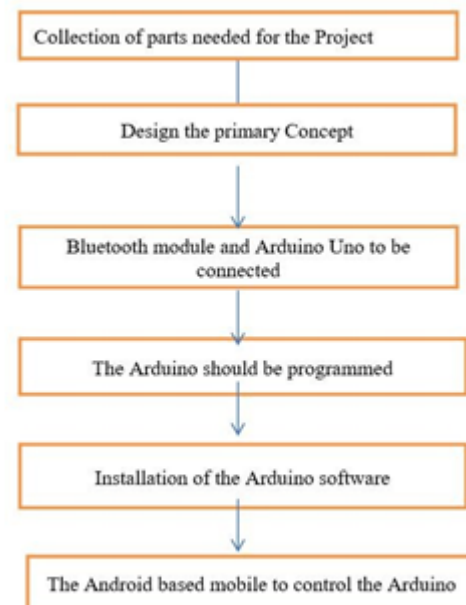 Collection of parts needed for the Project
Design the primary Concept
Bluetooth module and Arduino Uno to be
connected
The Arduino should be programmed
Installation of the Arduino software
The Android based mobile to control the Arduino